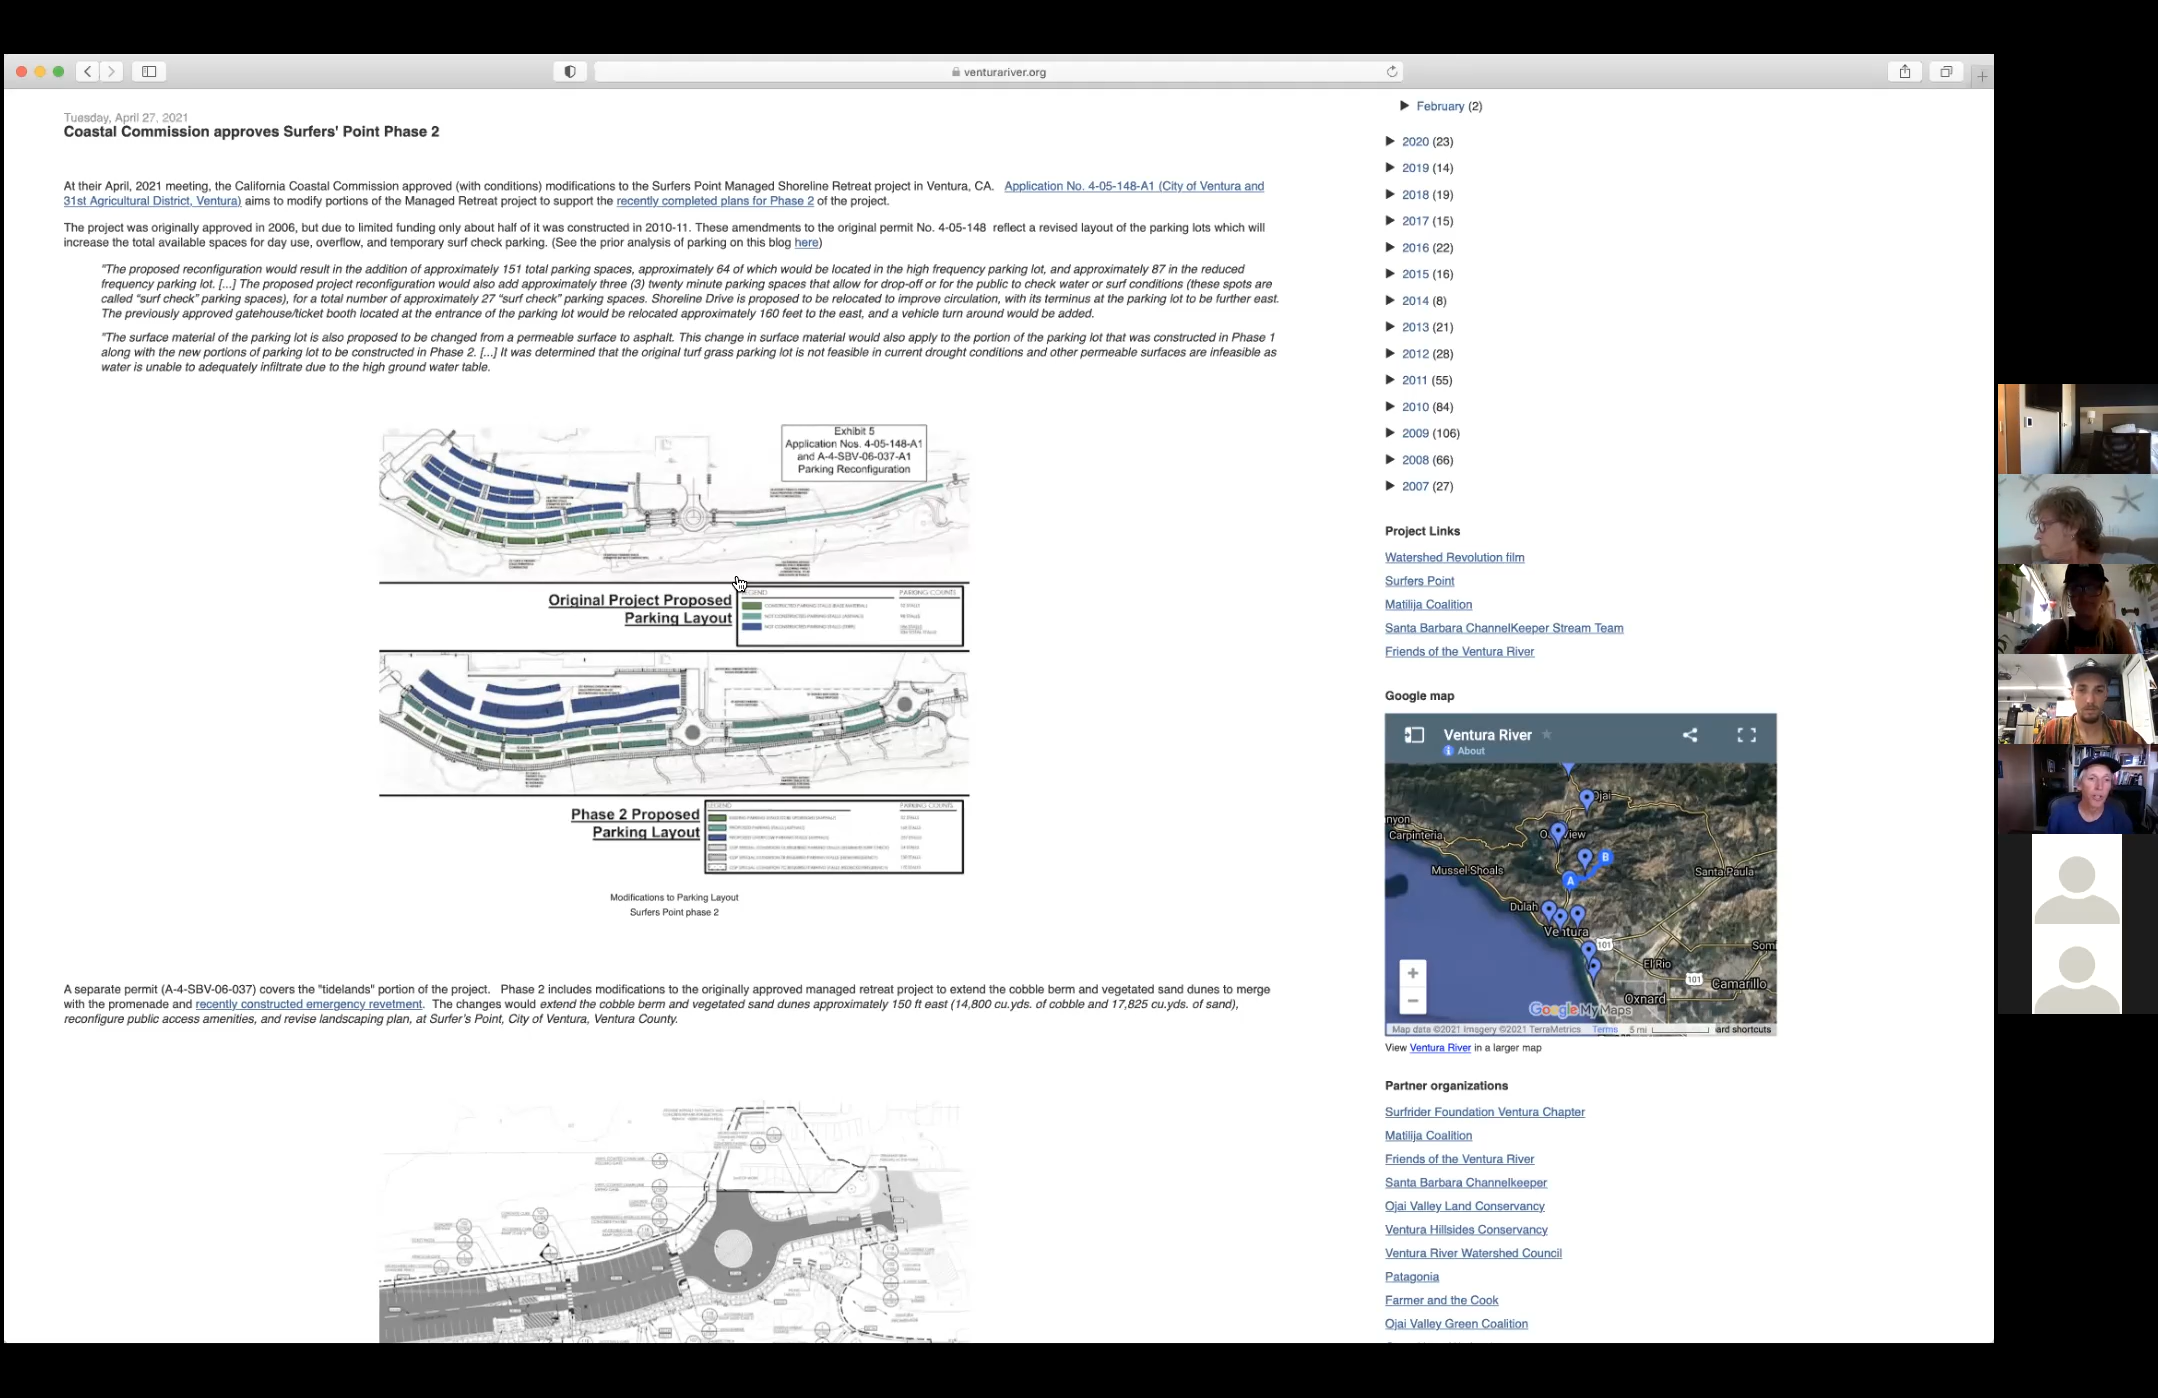 venturariver.org
Tuesday, April 27, 2021
Coastal Commission approves Surfers' Point Phase 2
At their April, 2021 meeting, the California Coastal Commission approved (with conditions) modifications to the Surfers Point Managed Shoreline Retreat project in Ventura, CA. Application No. 4-05-148-A1 (City of Ventura and
31st Agricultural District, Ventura) aims to modify portions of the Managed Retreat project to support the recently completed plans for Phase 2 of the project.
The project was originally approved in 2006, but due to limited funding only about half of it was constructed in 2010-11. These amendments to the original permit No. 4-05-148 reflect a revised layout of the parking lots which will
increase the total available spaces for day use, overflow, and temporary surf check parking. (See the prior analysis of parking on this blog here)
"The proposed reconfiguration would result in the addition of approximately 151 total parking spaces, approximately 64 of which would be located in the high frequency parking lot, and approximately 87 in the reduced
frequency parking lot. [...] The proposed project reconfiguration would also add approximately three (3) twenty minute parking spaces that allow for drop-off or for the public to check water or surf conditions (these spots are
called "surf check" parking spaces), for a total number of approximately 27 "surf check" parking spaces. Shoreline Drive is proposed to be relocated to improve circulation, with its terminus at the parking lot to be further east.
The previously approved gatehouse/ticket booth located at the entrance of the parking lot would be relocated approximately 160 feet to the east, and a vehicle turn around would be added.
"The surface material of the parking lot is also proposed to be changed from a permeable surface to asphalt. This change in surface material would also apply to the portion of the parking lot that was constructed in Phase 1
along with the new portions of parking lot to be constructed in Phase 2. [...] It was determined that the original turf grass parking lot is not feasible in current drought conditions and other permeable surfaces are infeasible as
water is unable to adequately infiltrate due to the high ground water table.
Exhibit 5
Application Nos. 4-05-148-A1
and A-4-SBV-06-037-A1
Parking Reconfiguration
Original Project Proposed
Parking Layout
PARKING COUNTS
Phase 2 Proposed
Parking Layout
LEGEND
PARKING COUNTS
Modifications to Parking Layout
Surfers Point phase 2
A separate permit (A-4-SBV-06-037) covers the "tidelands" portion of the project. Phase 2 includes modifications to the originally approved managed retreat project to extend the cobble berm and vegetated sand dunes to merge
with the promenade and recently constructed emergency revetment. The changes would extend the cobble berm and vegetated sand dunes approximately 150 ft east (14,800 cu.yds. of cobble and 17,825 cu.yds. of sand),
reconfigure public access amenities, and revise landscaping plan, at Surfer's Point, City of Ventura, Ventura County.
► February (2)
► 2020 (23)
► 2019 (14)
► 2018 (19)
► 2017 (15)
► 2016 (22)
► 2015 (16)
► 2014 (8)
► 2013 (21)
► 2012 (28)
► 2011 (55)
► 2010 (84)
► 2009 (106)
► 2008 (66)
► 2007 (27)
Project Links
Watershed Revolution film
Surfers Point
Matilija Coalition
Santa Barbara ChannelKeeper Stream Team
Friends of the Ventura River
Google map
Ventura River
About
Ojai
nyon
Carpinteria
Mussel Shoals
B
A
Santa Paula
Dulah
Ventura
101
Som
El Rio
101
Camarillo
Oxnard
Google My Maps
Map data ©2021 Imagery ©2021 TerraMetrics Terms 5 mi ard shortcuts
View Ventura River in a larger map
Partner organizations
Surfrider Foundation Ventura Chapter
Matilija Coalition
Friends of the Ventura River
Santa Barbara Channelkeeper
Ojai Valley Land Conservancy
Ventura Hillsides Conservancy
Ventura River Watershed Council
Patagonia
Farmer and the Cook
Ojai Valley Green Coalition